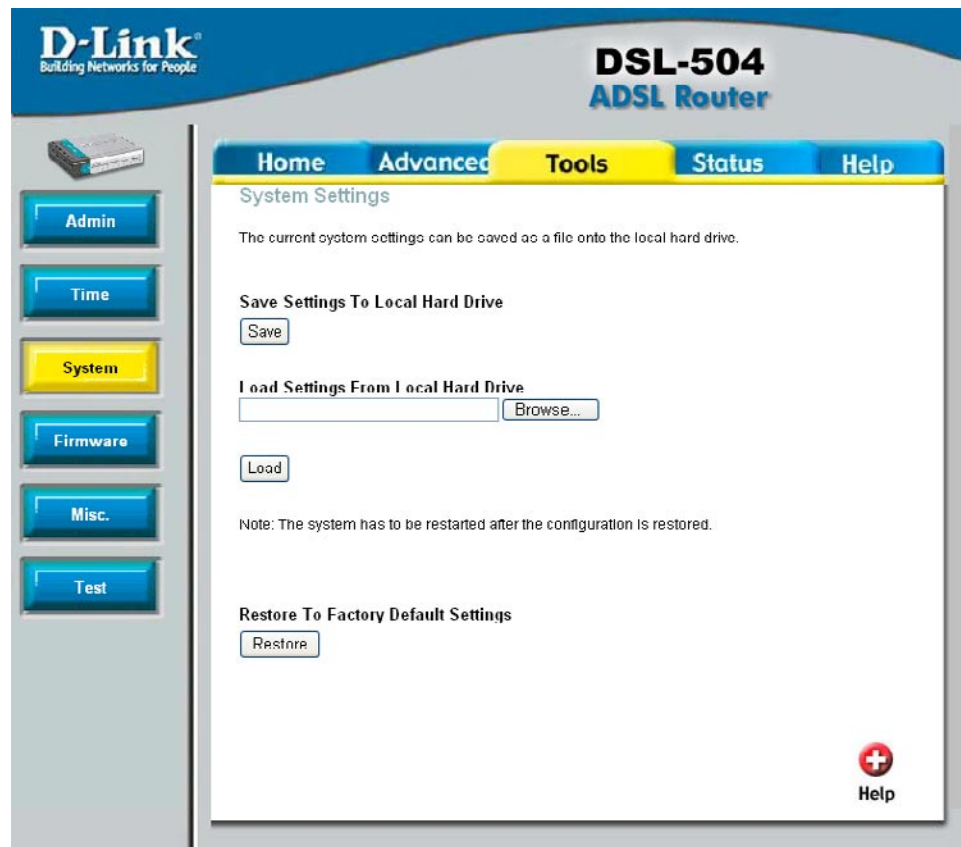 D-Link
Building Networks for People
DSL-504
ADSL Router
Home Advanced Tools Status Help
Admin
Time
System
Firmware
Misc.
Test
System Settings
The current system settings can be saved as a file onto the local hard drive.
Save Settings To Local Hard Drive
Save
Load Settings From Local Hard Drive
Browse...
Load
Note: The system has to be restarted after the configuration is restored.
Restore To Factory Default Settings
Restore
Help